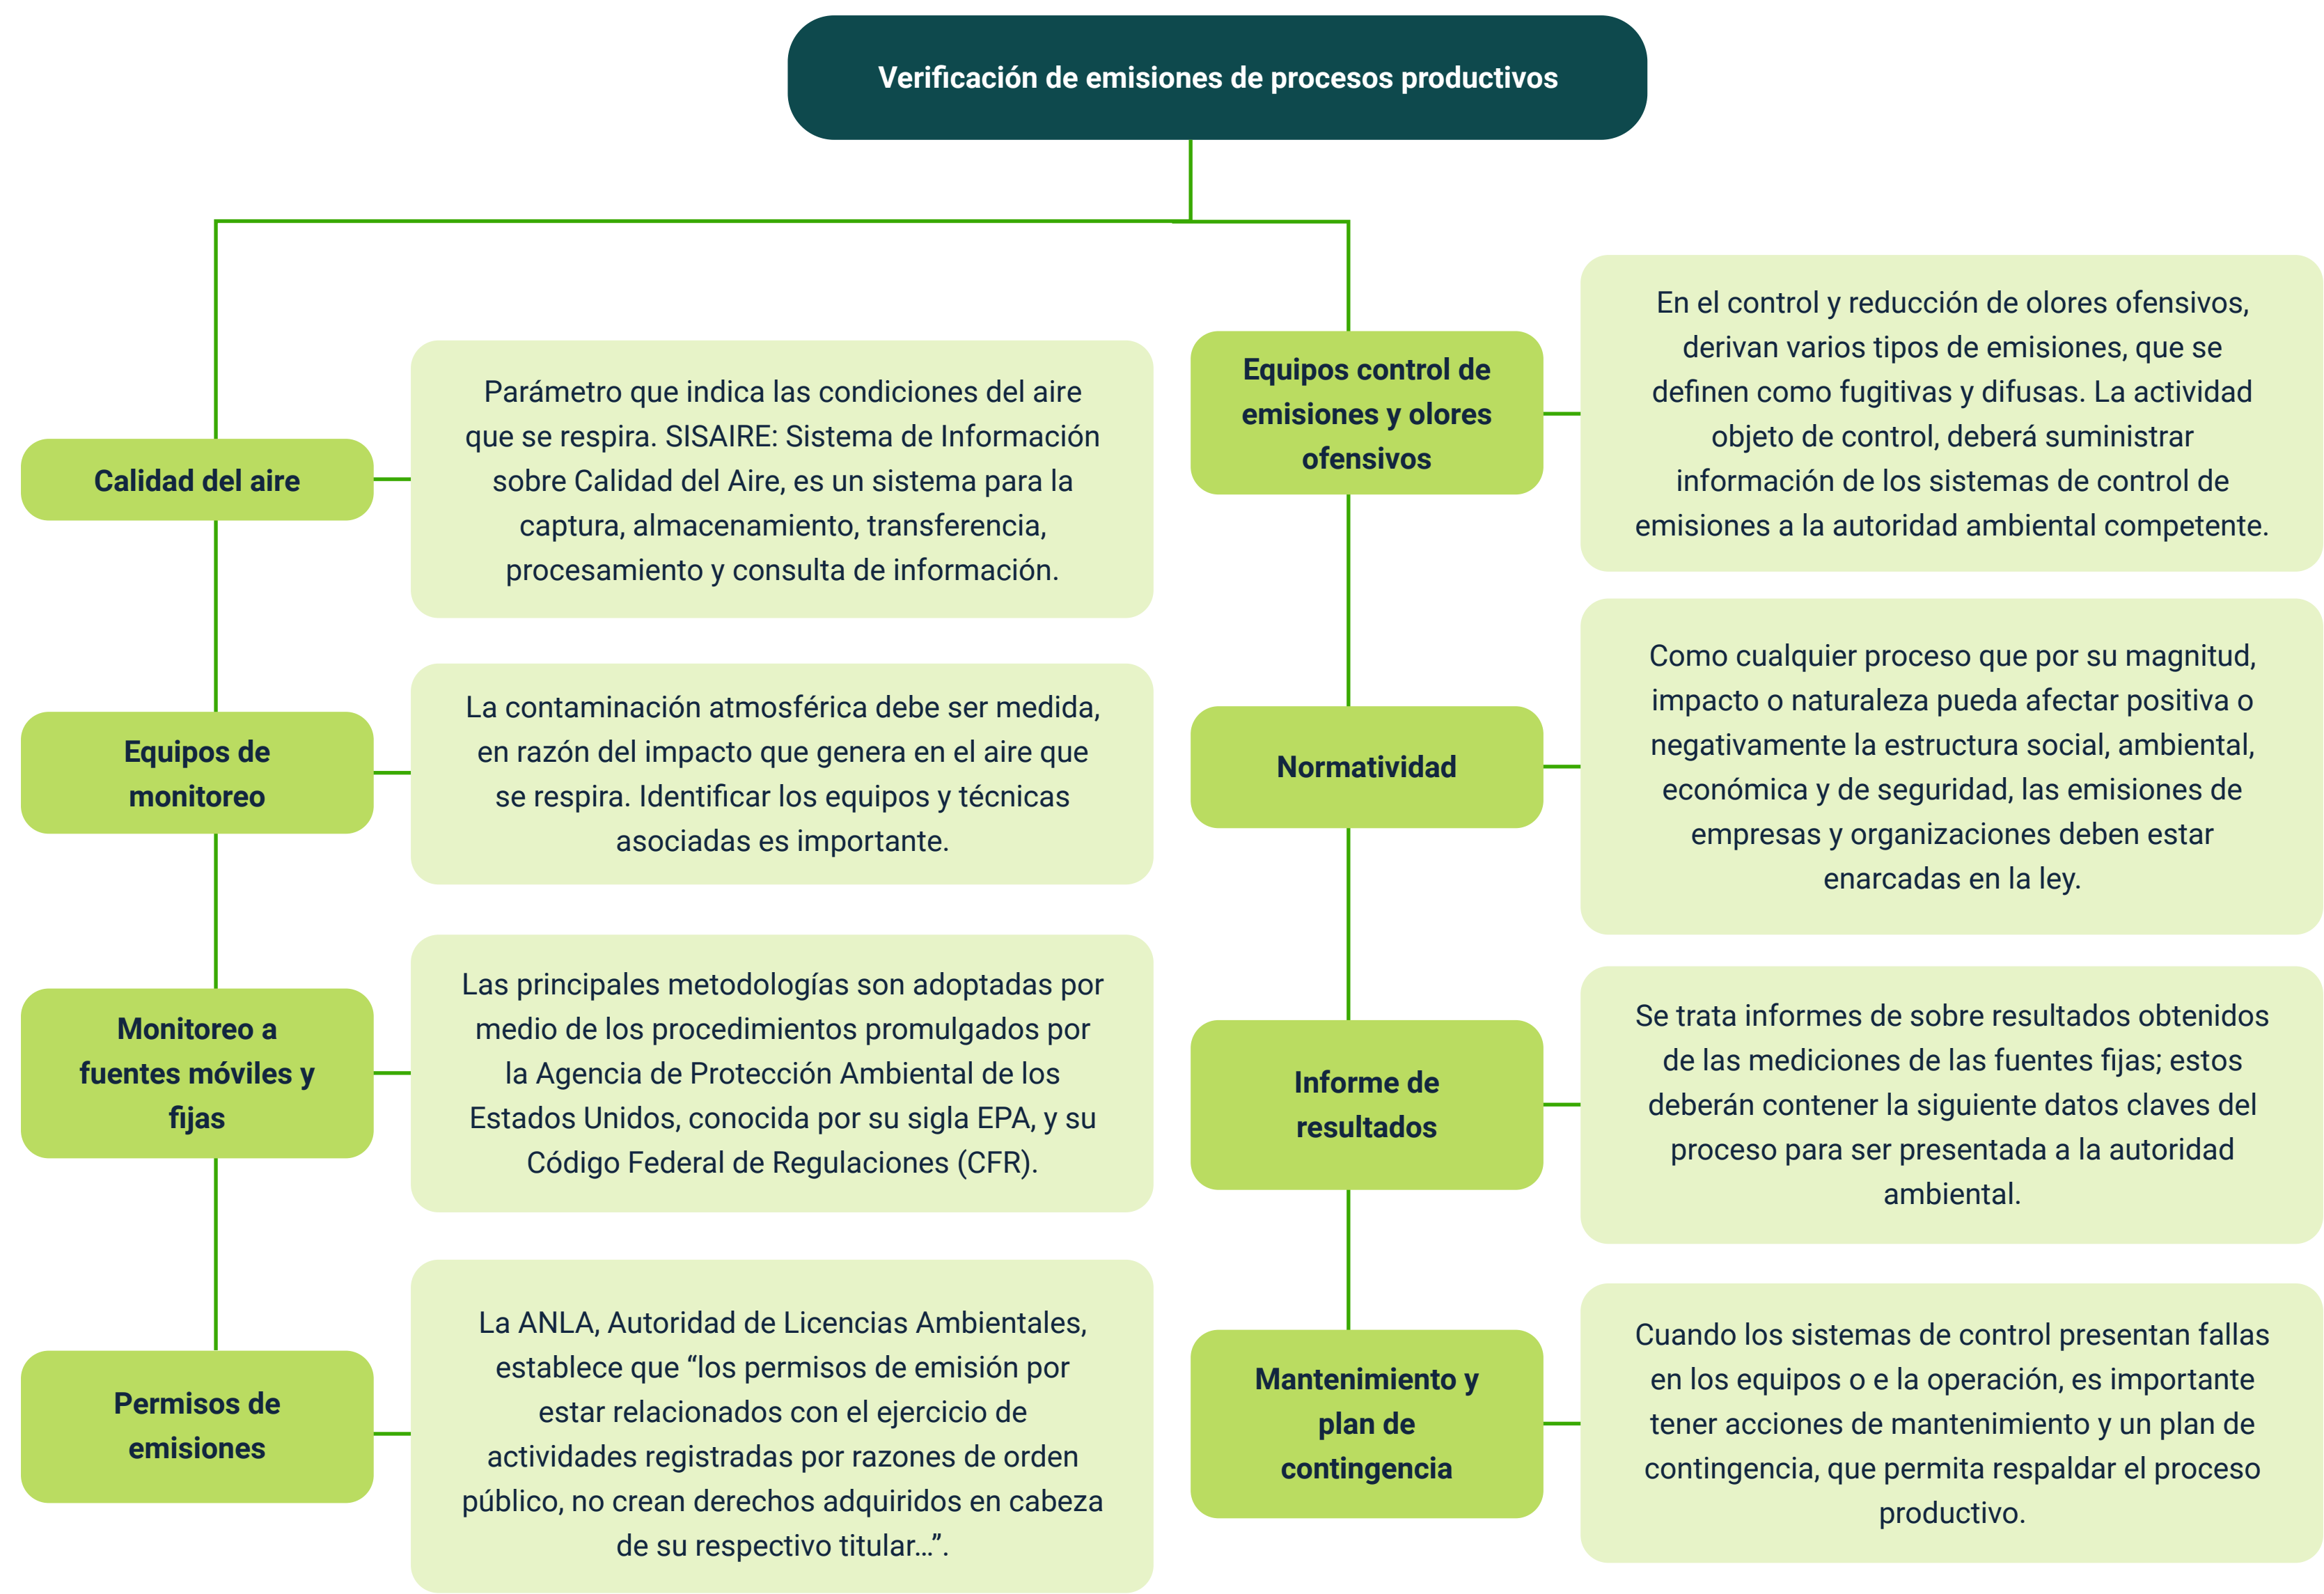 Verificación de emisiones de procesos productivos
Calidad del aire
Parámetro que indica las condiciones del aire
que se respira. SISAIRE: Sistema de Información
sobre Calidad del Aire, es un sistema para la
captura, almacenamiento, transferencia,
procesamiento y consulta de información.
Equipos de
monitoreo
La contaminación atmosférica debe ser medida,
en razón del impacto que genera en el aire que
se respira. Identificar los equipos y técnicas
asociadas es importante.
Monitoreo a
fuentes móviles y
fijas
Las principales metodologías son adoptadas por
medio de los procedimientos promulgados por
la Agencia de Protección Ambiental de los
Estados Unidos, conocida por su sigla EPA, y su
Código Federal de Regulaciones (CFR).
Permisos de
emisiones
La ANLA, Autoridad de Licencias Ambientales,
establece que “los permisos de emisión por
estar relacionados con el ejercicio de
actividades registradas por razones de orden
público, no crean derechos adquiridos en cabeza
de su respectivo titular…”.
Equipos control de
emisiones y olores
ofensivos
En el control y reducción de olores ofensivos,
derivan varios tipos de emisiones, que se
definen como fugitivas y difusas. La actividad
objeto de control, deberá suministrar
información de los sistemas de control de
emisiones a la autoridad ambiental competente.
Normatividad
Como cualquier proceso que por su magnitud,
impacto o naturaleza pueda afectar positiva o
negativamente la estructura social, ambiental,
económica y de seguridad, las emisiones de
empresas y organizaciones deben estar
enarcadas en la ley.
Informe de
resultados
Se trata informes de sobre resultados obtenidos
de las mediciones de las fuentes fijas; estos
deberán contener la siguiente datos claves del
proceso para ser presentada a la autoridad
ambiental.
Mantenimiento y
plan de
contingencia
Cuando los sistemas de control presentan fallas
en los equipos o e la operación, es importante
tener acciones de mantenimiento y un plan de
contingencia, que permita respaldar el proceso
productivo.